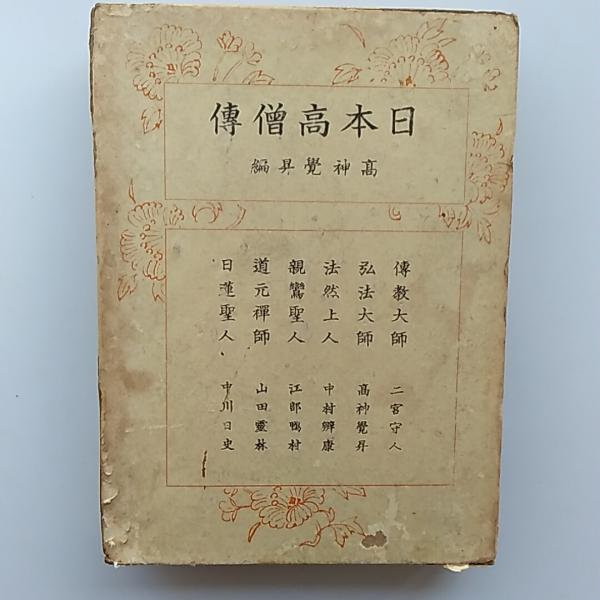 日本高僧傳
高神覺昇編
傳教大師 二宮守人
弘法大師 高神覺昇
法然上人 中村辨康
親鸞聖人 江部鴨村
道元禪師 山田靈林
日蓮聖人 中川日史